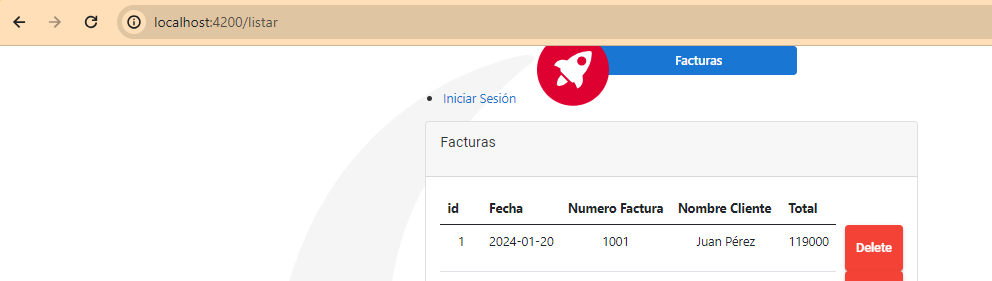 localhost:4200/listar
Facturas
Iniciar Sesión
Facturas
id Fecha Numero Factura Nombre Cliente Total
1 2024-01-20 1001 Juan Pérez 119000 Delete